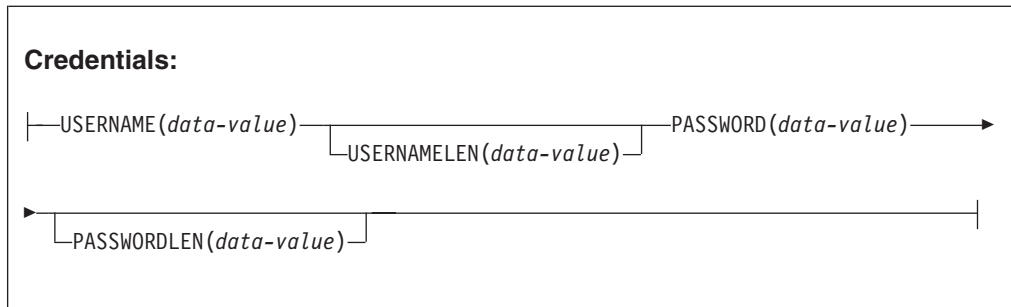 Credentials:
USERNAME(data-value) PASSWORD(data-value)
USERNAMELEN(data-value)
PASSWORDLEN(data-value)